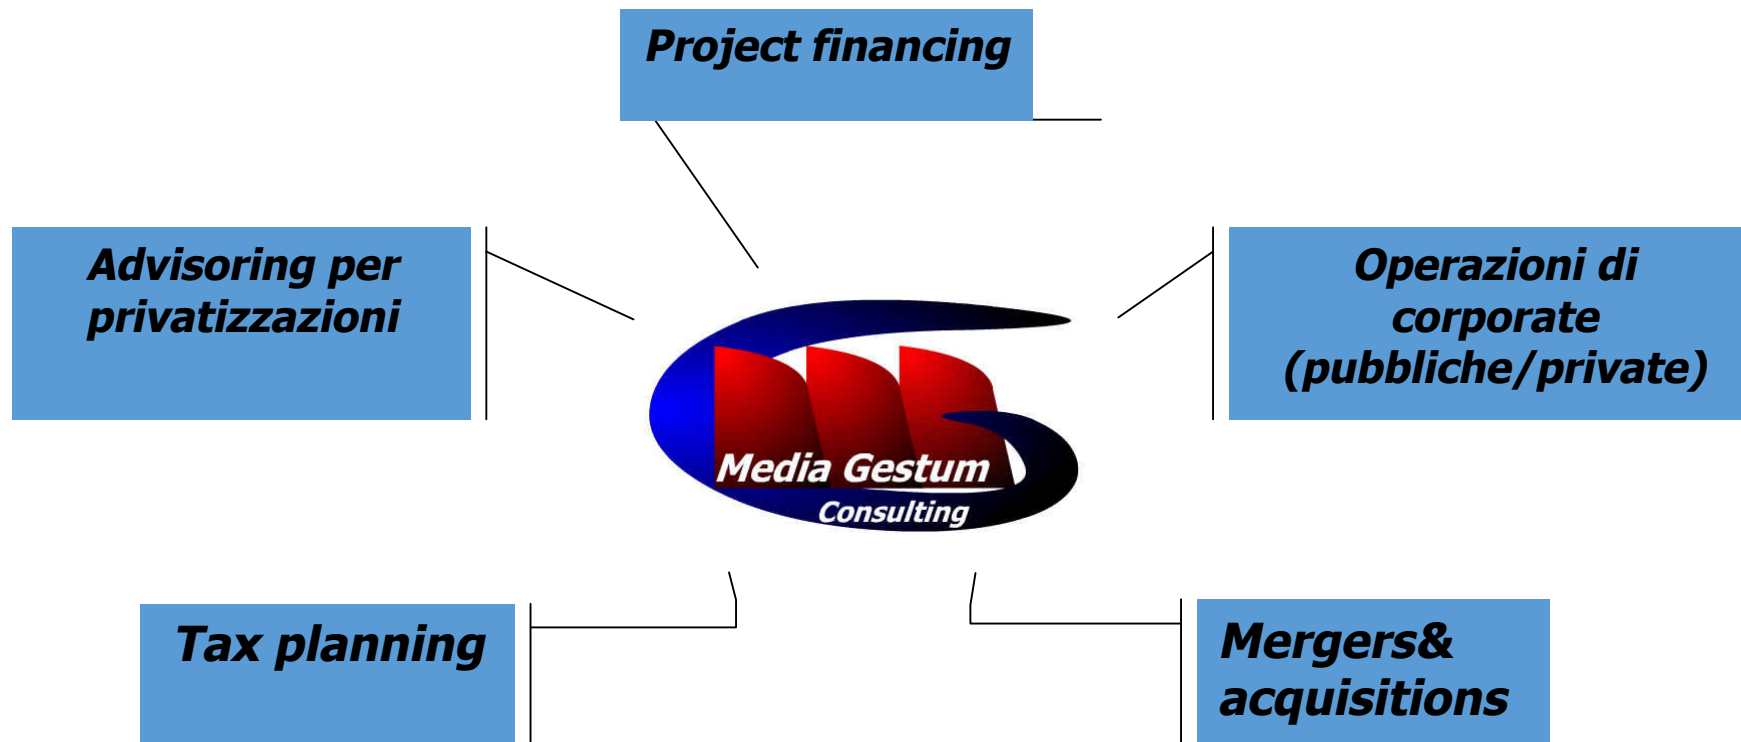 Project financing
Advisoring per
privatizzazioni
Operazioni di
corporate
(pubbliche/private)
Media Gestum
Consulting
Tax planning
Mergers&
acquisitions